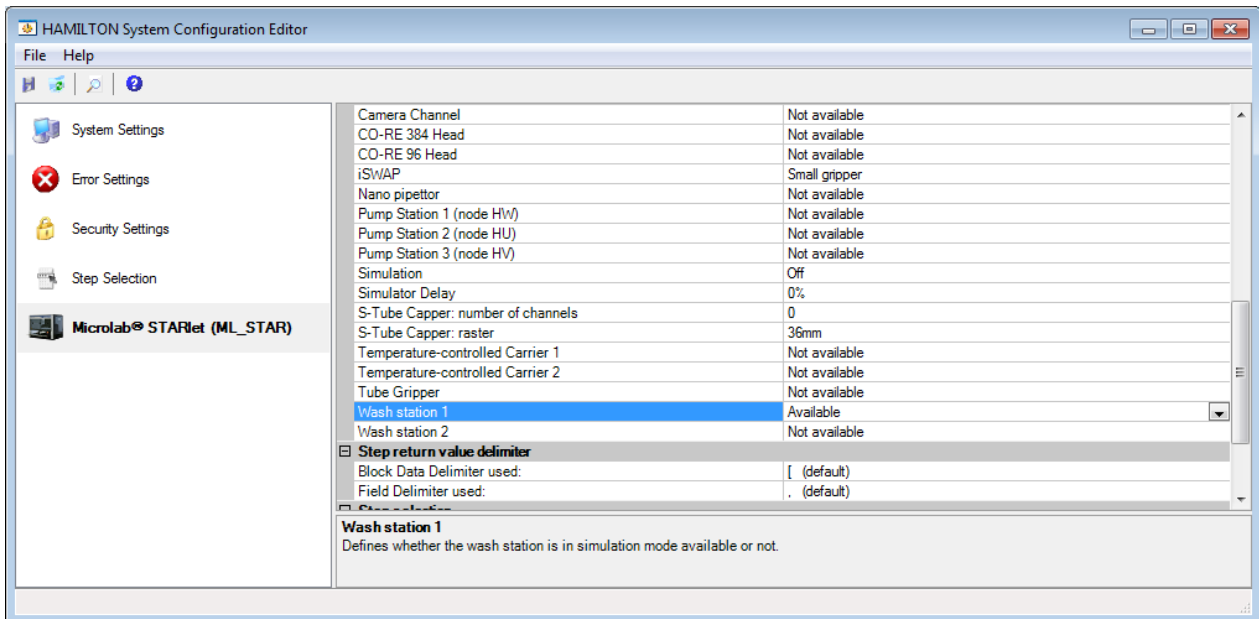 HAMILTON System Configuration Editor
File Help
System Settings
Error Settings
Security Settings
Step Selection
Microlab® STARlet (ML_STAR)
Camera Channel Not available
CO-RE 384 Head Not available
CO-RE 96 Head Not available
iSWAP Small gripper
Nano pipettor Not available
Pump Station 1 (node HW) Not available
Pump Station 2 (node HU) Not available
Pump Station 3 (node HV) Not available
Simulation Off
Simulator Delay 0%
S-Tube Capper: number of channels 0
S-Tube Capper: raster 36mm
Temperature-controlled Carrier 1 Not available
Temperature-controlled Carrier 2 Not available
Tube Gripper Not available
Wash station 1 Available
Wash station 2 Not available
Step return value delimiter
Block Data Delimiter used: [ (default)
Field Delimiter used: , (default)
Wash station 1
Defines whether the wash station is in simulation mode available or not.